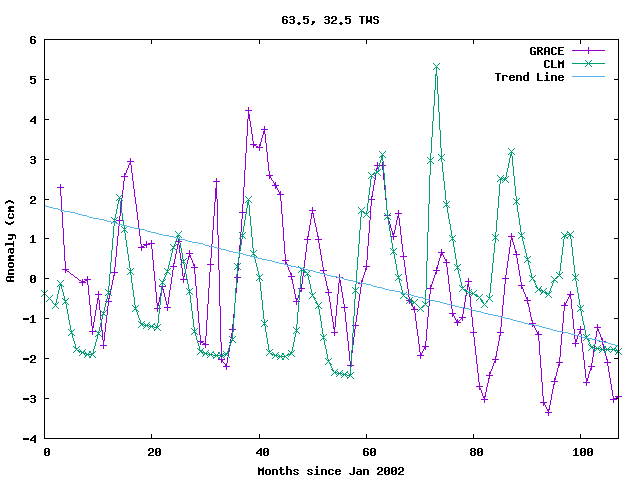 63.5, 32.5 TWS
GRACE
CLM
Trend Line
6
5
4
3
2
1
0
-1
-2
-3
-4
Anomaly (cm)
0 20 40 60 80 100
Months since Jan 2002